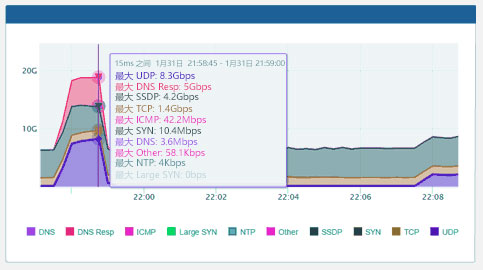 15ms 之间 1月31日 21:58:45 - 1月31日 21:59:00
20G
最大 UDP: 8.3Gbps
最大 DNS Resp: 5Gbps
最大 SSDP: 4.2Gbps
最大 TCP: 1.4Gbps
10G
最大 ICMP: 42.2Mbps
最大 SYN: 10.4Mbps
最大 DNS: 3.6Mbps
最大 Other: 58.1Kbps
最大 NTP: 4Kbps
最大 Large SYN: 0bps
22:00 22:02 22:04 22:06 22:08
DNS DNS Resp ICMP Large SYN NTP Other SSDP SYN TCP UDP